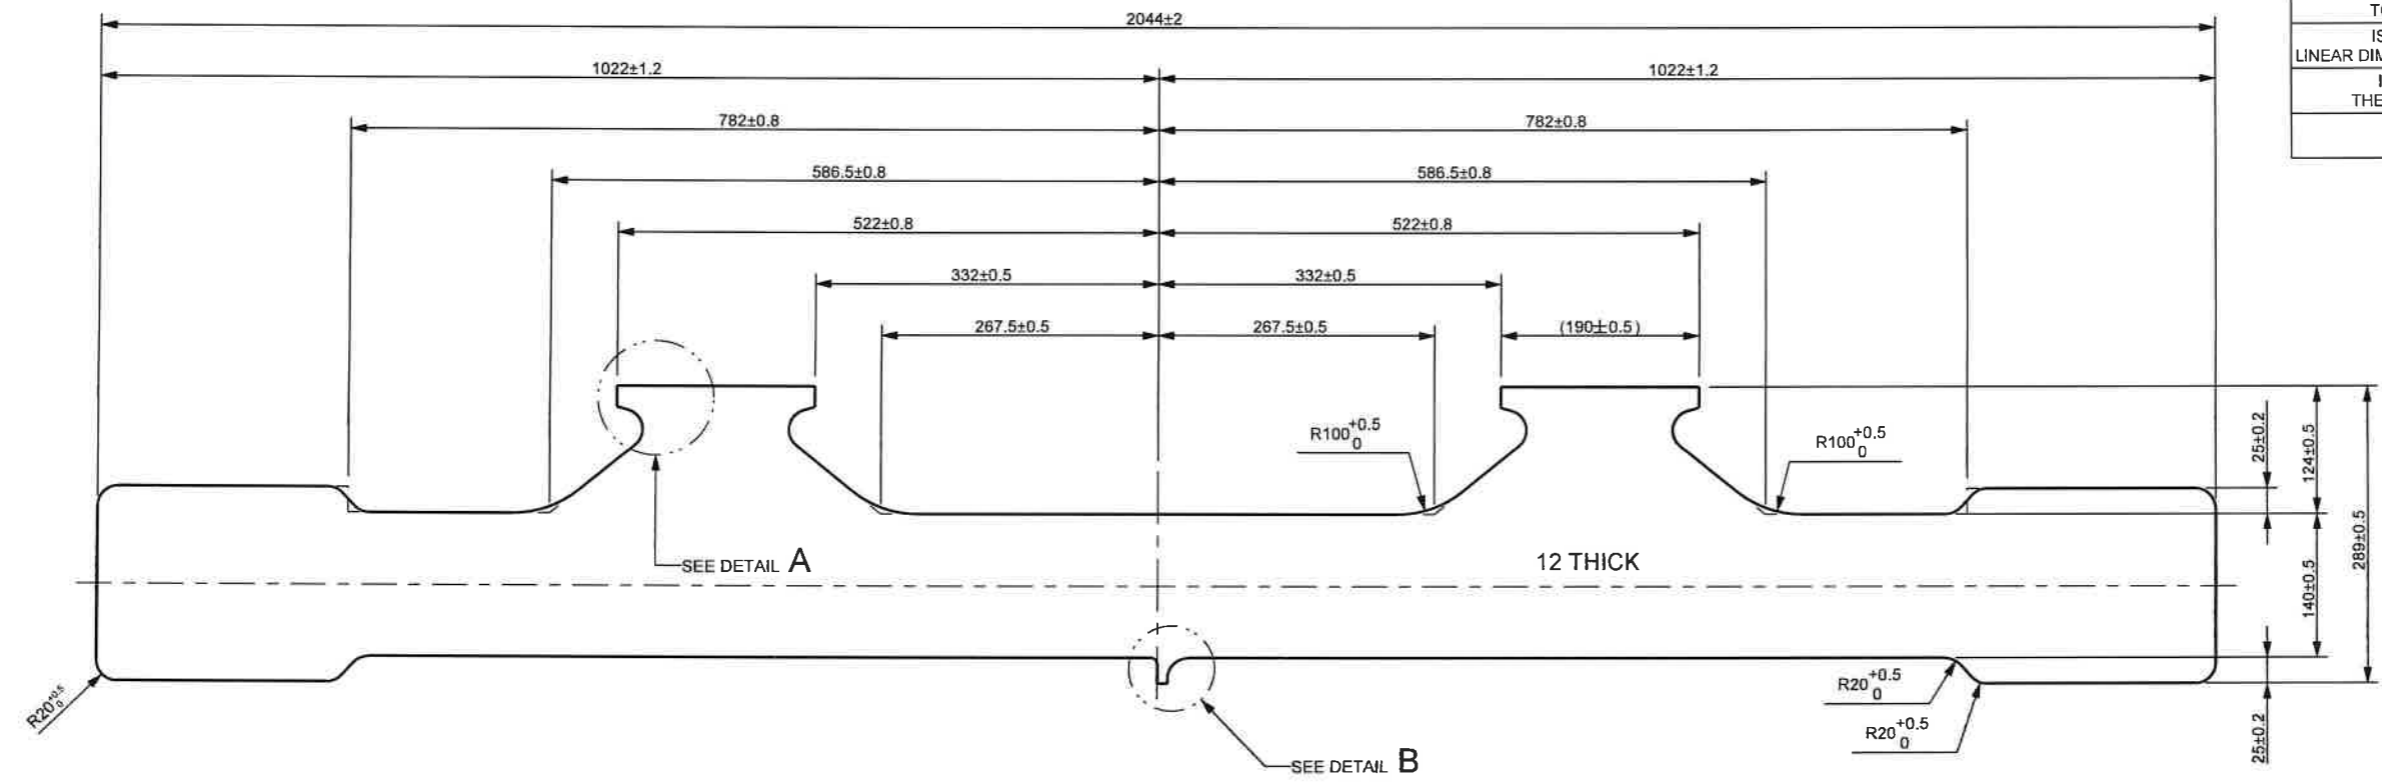 2044±2
1022±1.2
1022±1.2
782±0.8
782±0.8
586.5±0.8
586.5±0.8
522±0.8
522±0.8
332±0.5
332±0.5
267.5±0.5
267.5±0.5
(190±0.5)
LINEAR DIM
THE
R100 +0.5 0
R100 +0.5 0
25±0.2
124±0.5
289±0.5
140±0.5
25±0.2
SEE DETAIL A
12 THICK
R20 +0.5 0
R20 +0.5 0
R20 +0.5 0
SEE DETAIL B